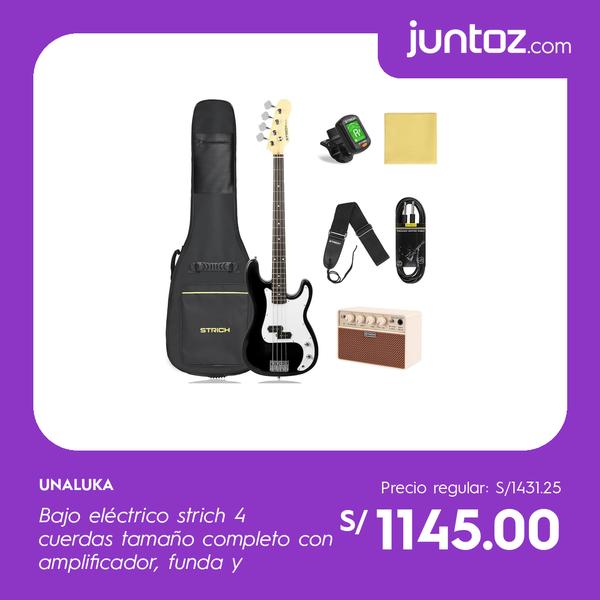 juntoz.com
STRICH
UNALUKA
Bajo eléctrico strich 4
cuerdas tamaño completo con
amplificador, funda y
Precio regular: S/1431.25
S/ 1145.00